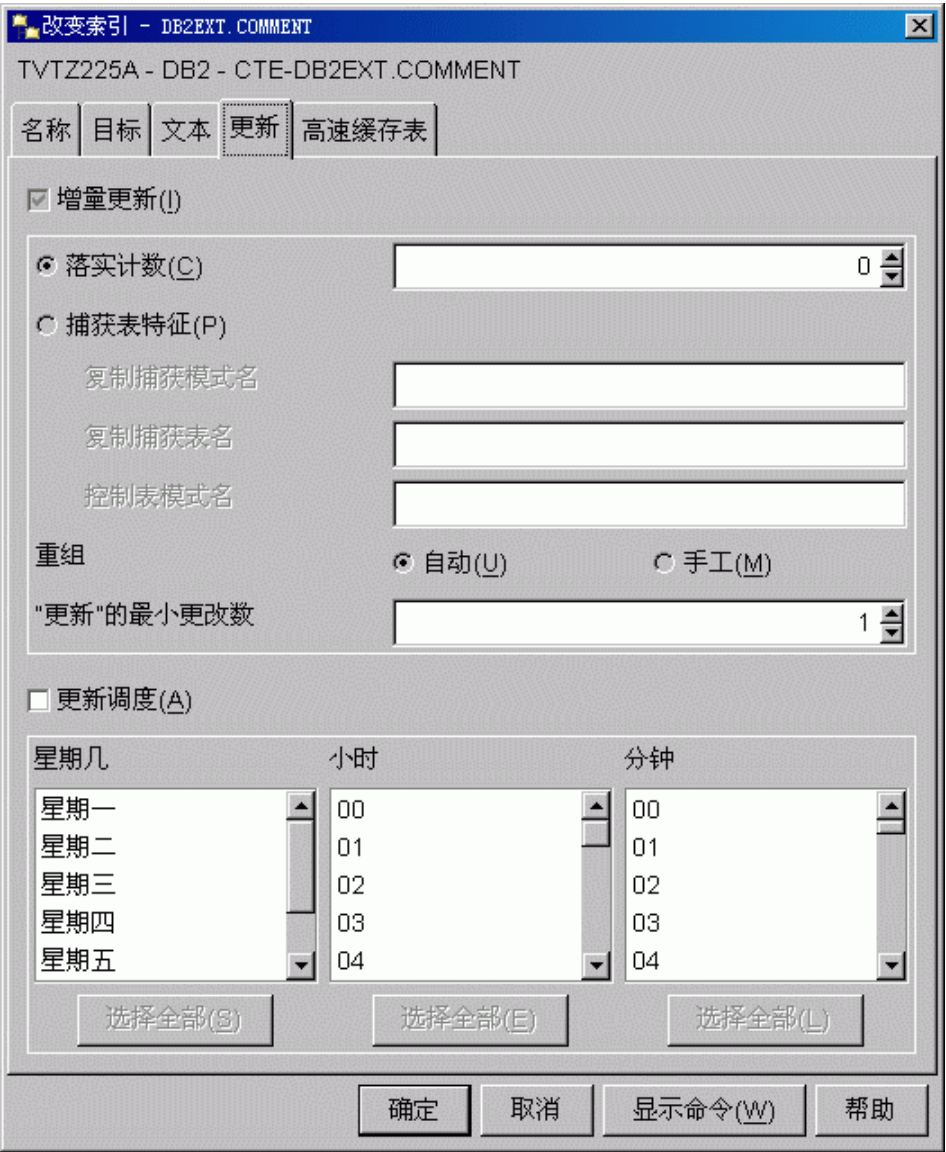 改变索引 - DB2EXT.COMMENT
TVTZ225A - DB2 - CTE-DB2EXT.COMMENT
名称 目标 文本 更新 高速缓存表
增量更新(I)
落实计数(C) 0
捕获表特征(P)
复制捕获模式名
复制捕获表名
控制表模式名
重组 自动(U) 手工(M)
"更新"的最小更改数 1
更新调度(A)
星期几 小时 分钟
星期一 00 00
星期二 01 01
星期三 02 02
星期四 03 03
星期五 04 04
选择全部(S) 选择全部(E) 选择全部(L)
确定 取消 显示命令(W) 帮助